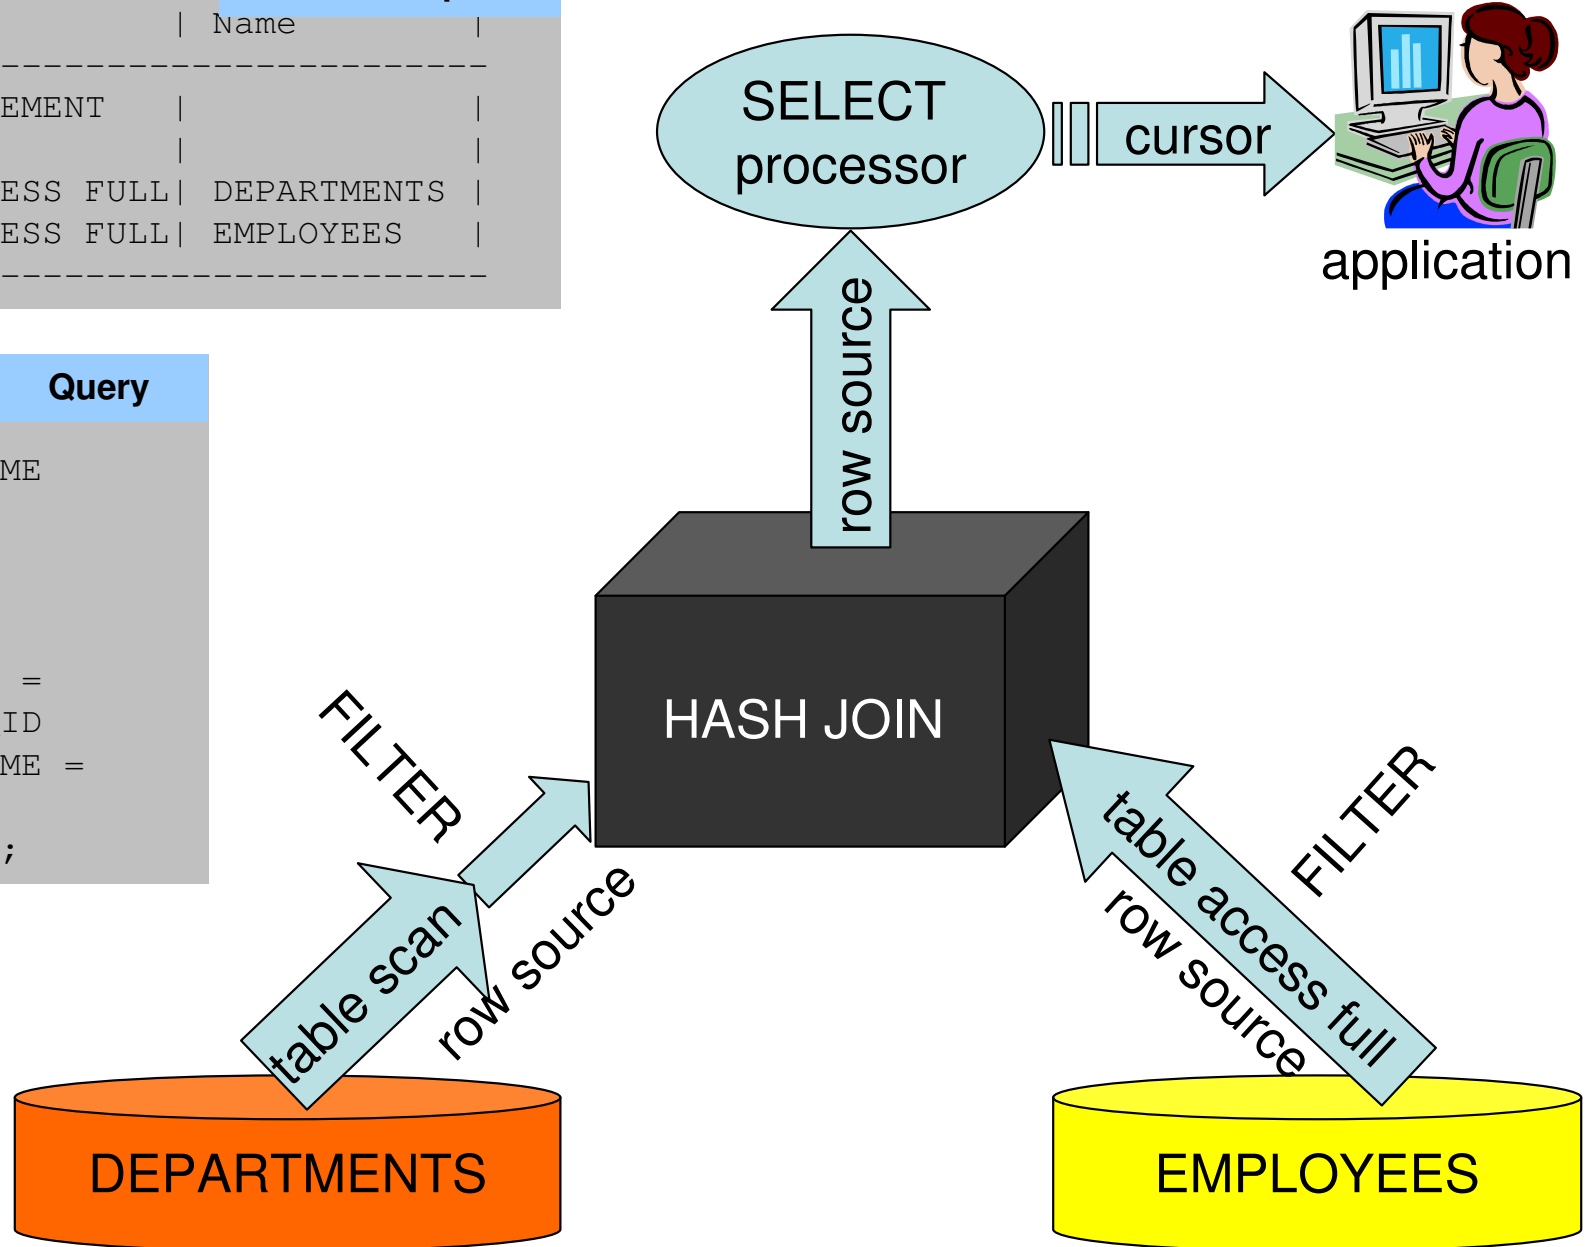 | Name |
-----------------------
EMENT | |
| |
ESS FULL| DEPARTMENTS |
ESS FULL| EMPLOYEES |
-----------------------
Query
ME
=
ID
ME =
;
SELECT
processor
cursor
application
row source
HASH JOIN
FILTER
table scan
row source
FILTER
table access full
row source
DEPARTMENTS
EMPLOYEES